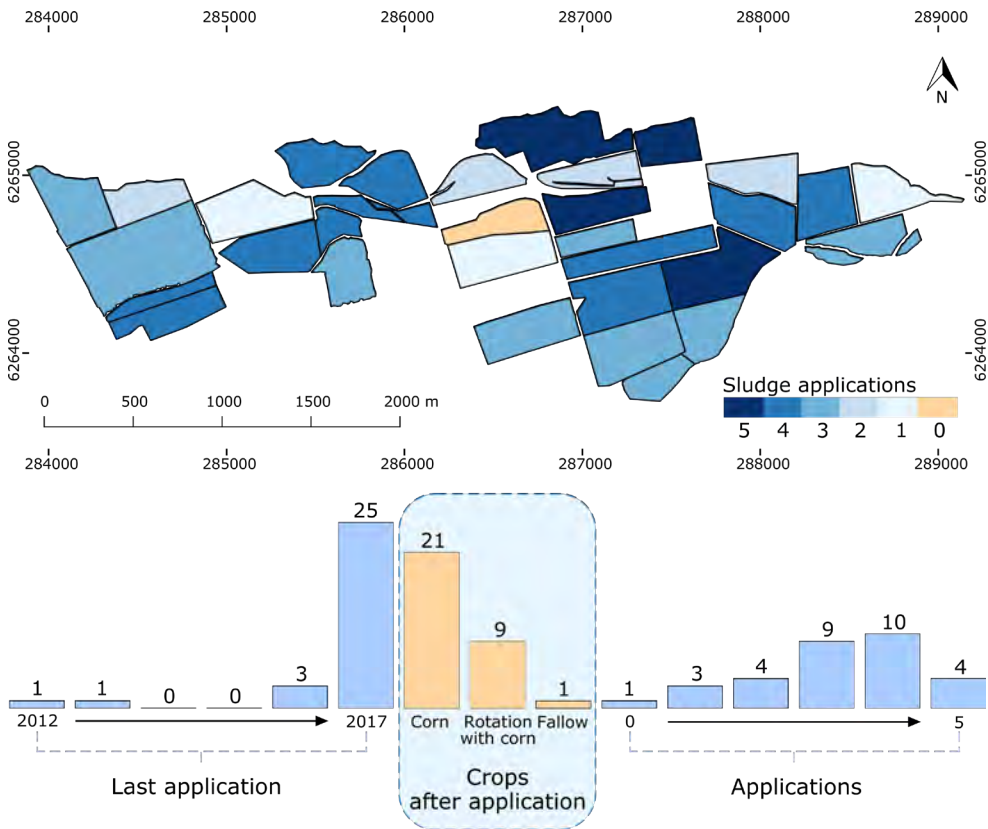 284000 285000 286000 287000 288000 289000
N
6265000 6265000
6264000 6264000
Sludge applications
5 4 3 2 1 0
0 500 1000 1500 2000 m
284000 285000 286000 287000 288000 289000
25
21
9
1
1 1 0 0 3
1 3 4 9 10 4
2012 2017
Corn Rotation with corn Fallow
0 5
Last application
Crops
after application
Applications